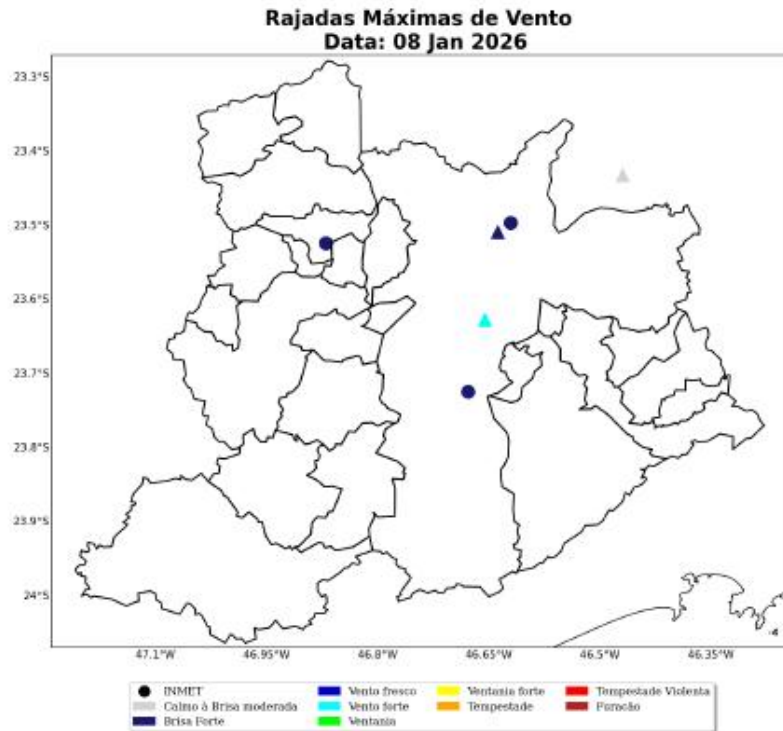 Rajadas Máximas de Vento
Data: 08 Jan 2026
23.3°S
23.4°S
23.5°S
23.6°S
23.7°S
23.8°S
23.9°S
24°S
47.1°W
46.95°W
46.8°W
46.65°W
46.5°W
46.35°W
INMET
Calmo à Brisa moderada
Brisa Forte
Vento fresco
Vento forte
Ventania
Ventania forte
Tempestade
Tempestade Violenta
Furacão